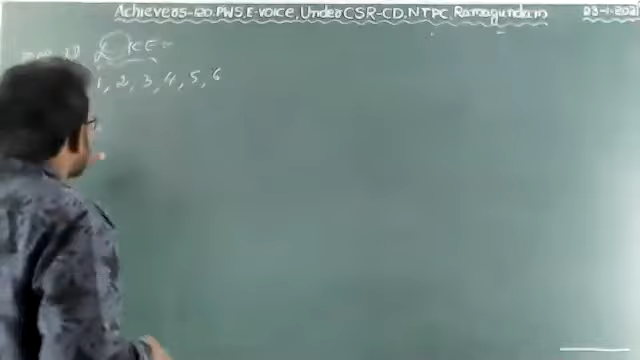 Achievers-120, PWS, E-VOICE, Under CSR-CD, NTPC, Ramagundam 23-1-2021
1, 2, 3, 4, 5, 6